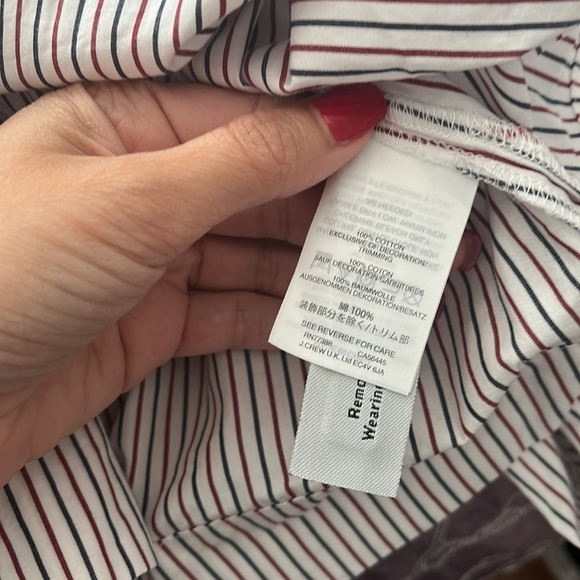 100% COTTON
EXCLUSIVE OF DECORATION
TRIMMING
100% COTON
SAUF DECORATION/GARNITURES
100% BAUMWOLLE
AUSGENOMMEN DEKORATION/BESATZ
綿 100%
装飾部分を除く/トリム部
SEE REVERSE FOR CARE
RN77388 CA56445
J.CREW U.K. Ltd EC4V 6JA
Remo
Wearin